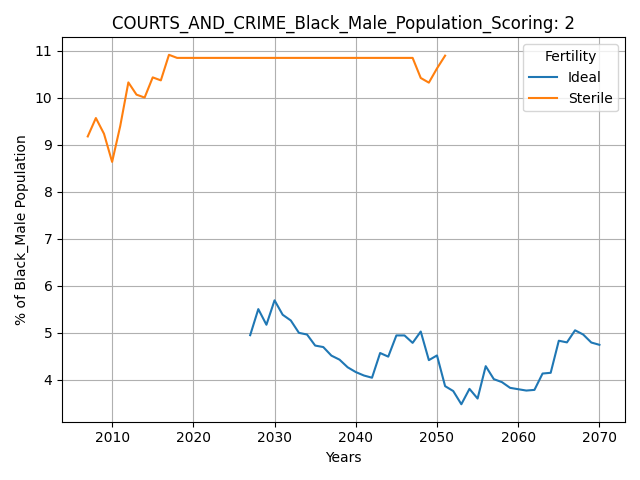 COURTS_AND_CRIME_Black_Male_Population_Scoring: 2
Fertility
Ideal
Sterile
% of Black_Male Population
11
10
9
8
7
6
5
4
2010 2020 2030 2040 2050 2060 2070
Years